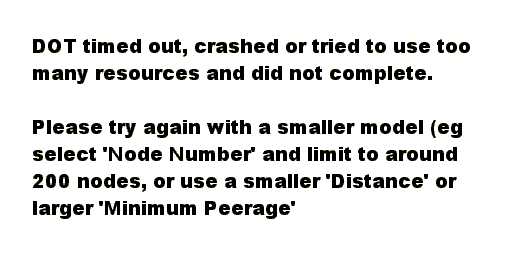 DOT timed out, crashed or tried to use too
many resources and did not complete.
Please try again with a smaller model (eg
select 'Node Number' and limit to around
200 nodes, or use a smaller 'Distance' or
larger 'Minimum Peerage'